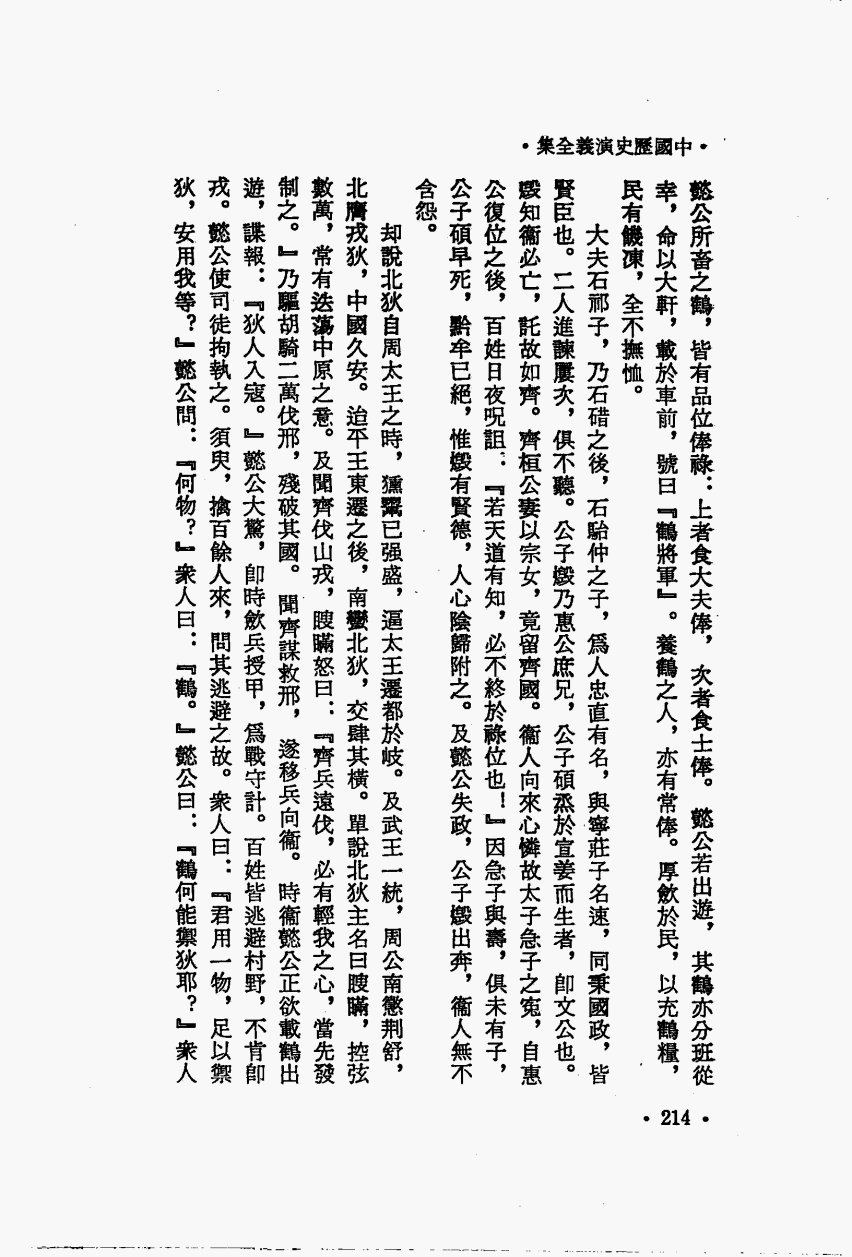 •中國歷史演義全集•
懿公所畜之鶴，皆有品位俸祿：上者食大夫俸，次者食士俸。懿公若出遊，其鶴亦分班從
幸，命以大軒，載於車前，號曰『鶴將軍』。養鶴之人，亦有常俸。厚斂於民，以充鶴糧，
民有饑凍，全不撫恤。
大夫石祁子，乃石碏之後，石駘仲之子，爲人忠直有名，與寧莊子名速，同秉國政，皆
賢臣也。二人進諫屢次，俱不聽。公子燬乃惠公庶兄，公子碩烝於宣姜而生者，卽文公也。
燬知衞必亡，託故如齊。齊桓公妻以宗女，竟留齊國。衞人向來心憐故太子急子之寃，自惠
公復位之後，百姓日夜呪詛：『若天道有知，必不終於祿位也！』因急子與壽，俱未有子，
公子碩早死，黔牟已絕，惟燬有賢德，人心陰歸附之。及懿公失政，公子燬出奔，衞人無不
含怨。
却說北狄自周太王之時，獯鬻已强盛，逼太王遷都於岐。及武王一統，周公南懲荆舒，
北膺戎狄，中國久安。迨平王東遷之後，南蠻北狄，交肆其橫。單說北狄主名曰瞍瞞，控弦
數萬，常有迭蕩中原之意。及聞齊伐山戎，瞍瞞怒曰：『齊兵遠伐，必有輕我之心，當先發
制之。』乃驅胡騎二萬伐邢，殘破其國。聞齊謀救邢，遂移兵向衞。時衞懿公正欲載鶴出
遊，諜報：『狄人入寇。』懿公大驚，卽時斂兵授甲，爲戰守計。百姓皆逃避村野，不肯卽
戎。懿公使司徒拘執之。須臾，擒百餘人來，問其逃避之故。衆人曰：『君用一物，足以禦
狄，安用我等？』懿公問：『何物？』衆人曰：『鶴。』懿公曰：『鶴何能禦狄耶？』衆人
•214•